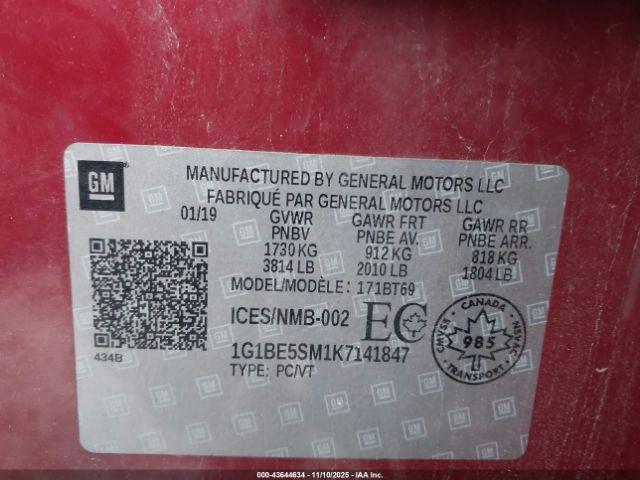 GM
MANUFACTURED BY GENERAL MOTORS LLC
FABRIQUÉ PAR GENERAL MOTORS LLC
01/19 GVWR GAWR FRT GAWR RR
PNBV PNBE AV. PNBE ARR.
1730 KG 912 KG 818 KG
3814 LB 2010 LB 1804 LB
MODEL/MODÈLE: 171BT69
ICES/NMB-002 EC
CANADA
CMVSS 985 NSVAC
TRANSPORT
434B
1G1BE5SM1K7141847
TYPE: PC/VT
000-43644634 - 11/10/2025 - IAA Inc.